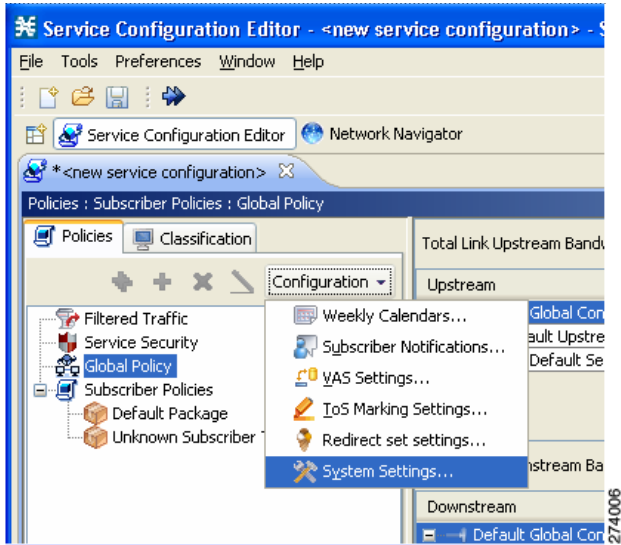 Service Configuration Editor - <new service configuration> - S
File Tools Preferences Window Help
Service Configuration Editor Network Navigator
*<new service configuration>
Policies : Subscriber Policies : Global Policy
Policies Classification
Configuration
Filtered Traffic
Service Security
Global Policy
Subscriber Policies
Default Package
Unknown Subscriber
Weekly Calendars...
Subscriber Notifications...
VAS Settings...
ToS Marking Settings...
Redirect set settings...
System Settings...
Total Link Upstream Bandw
Upstream
Global Con
ault Upstre
Default Se
nstream Ba
Downstream
Default Global Con
274006